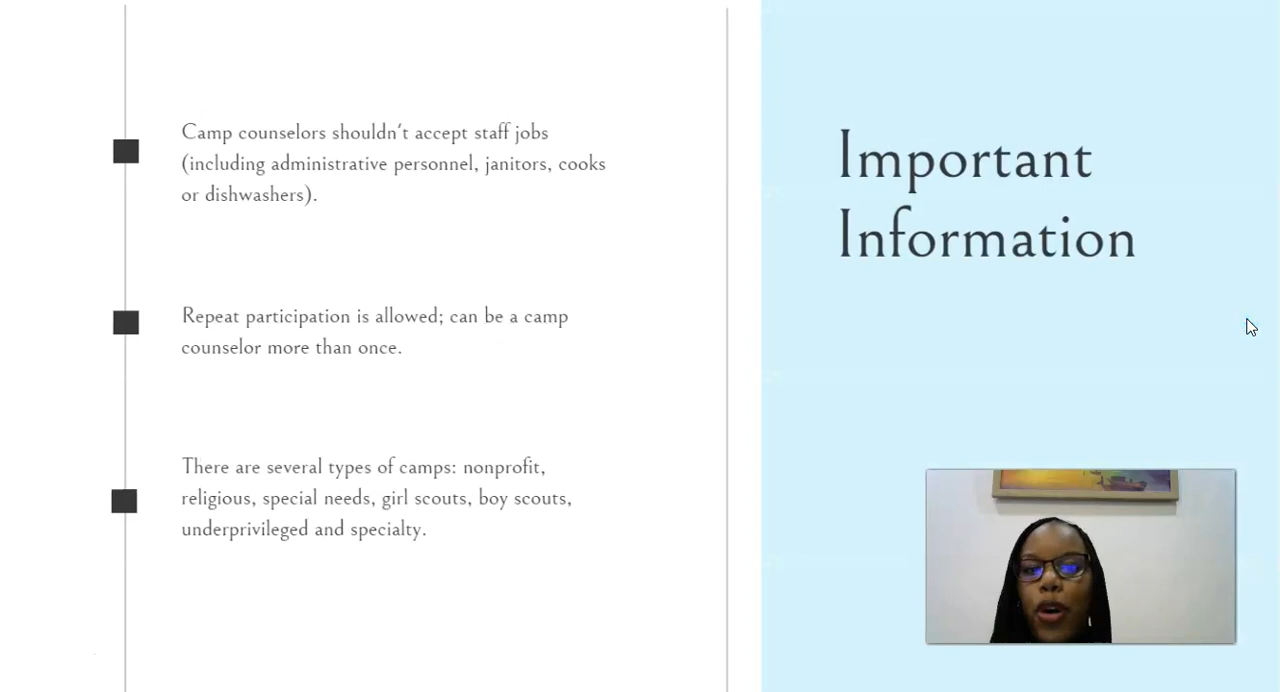 Important
Information
Camp counselors shouldn't accept staff jobs
(including administrative personnel, janitors, cooks
or dishwashers).
Repeat participation is allowed; can be a camp
counselor more than once.
There are several types of camps: nonprofit,
religious, special needs, girl scouts, boy scouts,
underprivileged and specialty.